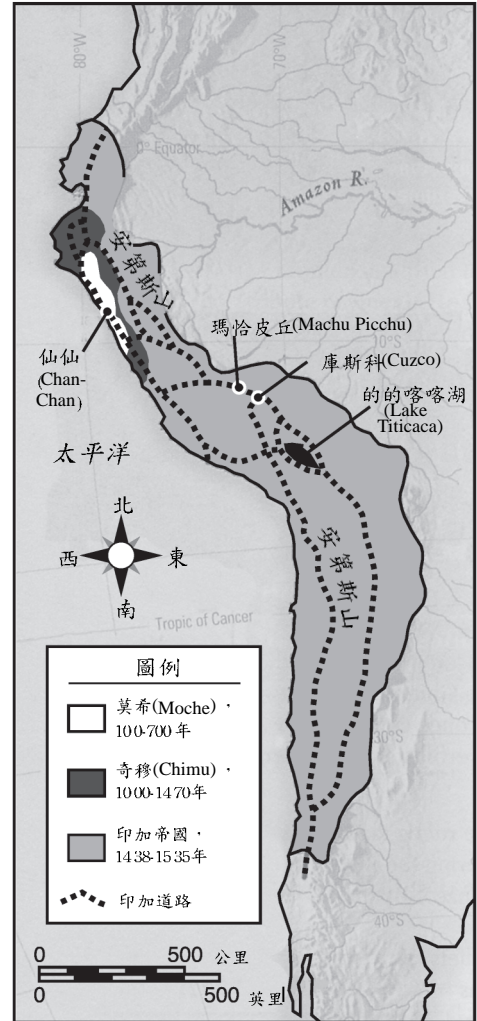 80°W
70°W
0° Equator
Amazon R.
安第斯山
瑪恰皮丘(Machu Picchu)
10°S
庫斯科(Cuzco)
仙仙
(Chan-
Chan)
的的喀喀湖
(Lake
Titicaca)
太平洋
北
西
東
南
安第斯山
Tropic of Cancer
圖例
莫希(Moche)，
100-700年
奇穆(Chimu)，
1000-1470年
30°S
印加帝國，
1438-1535年
印加道路
40°S
0 500 公里
0 500 英里